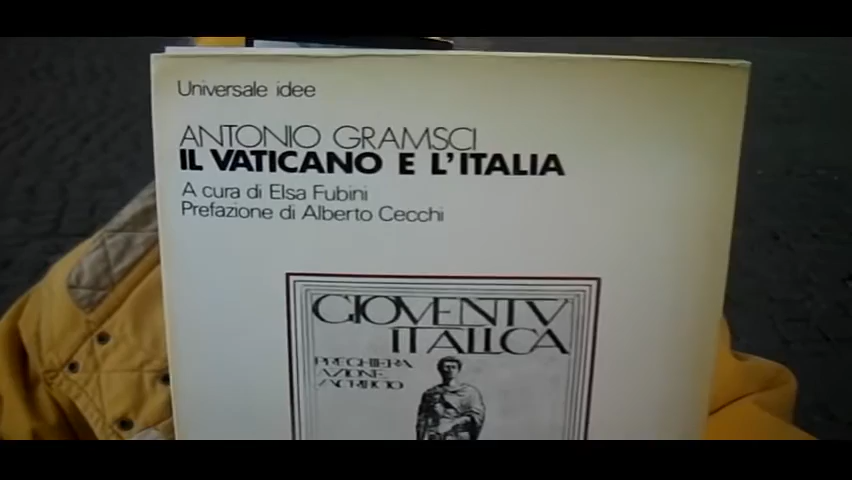 Universale idee
ANTONIO GRAMSCI
IL VATICANO E L'ITALIA
A cura di Elsa Fubini
Prefazione di Alberto Cecchi
GIOVENTV
ITALICA
PREGHIERA
AZIONE
SACRIFICIO